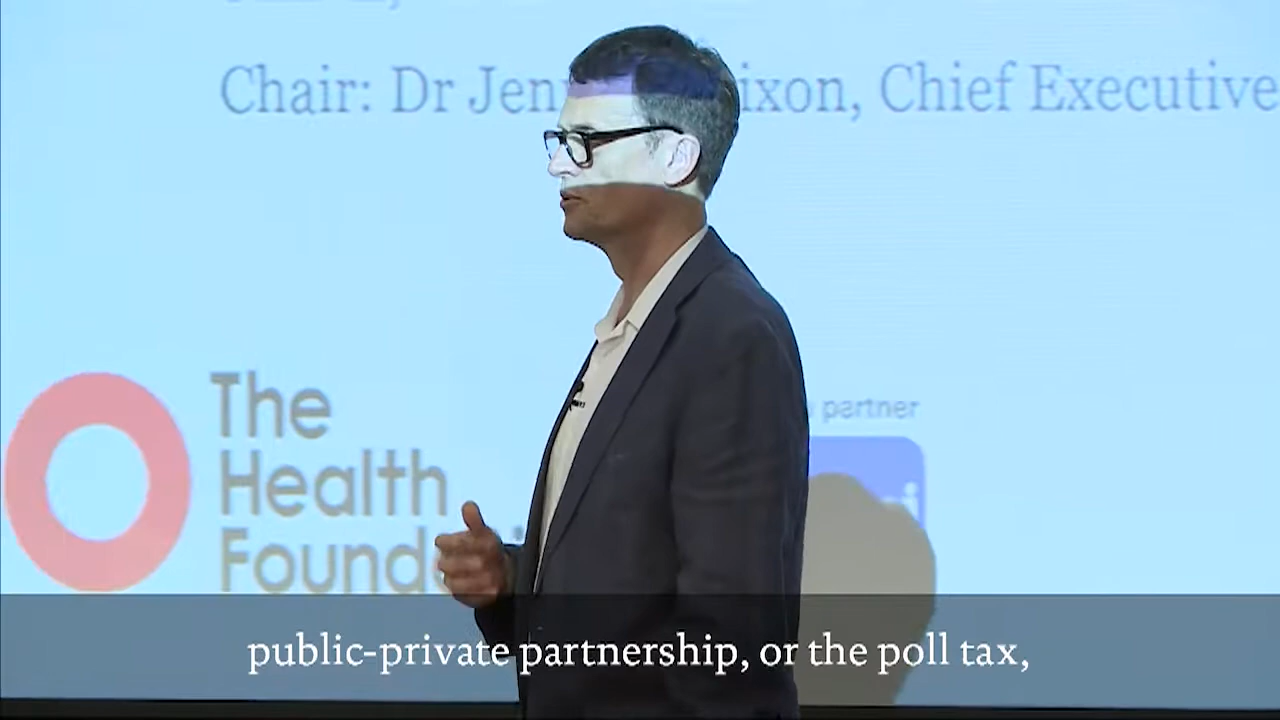 Chair: Dr Jen ixon, Chief Executive
The
Health
Found
partner
public-private partnership, or the poll tax,